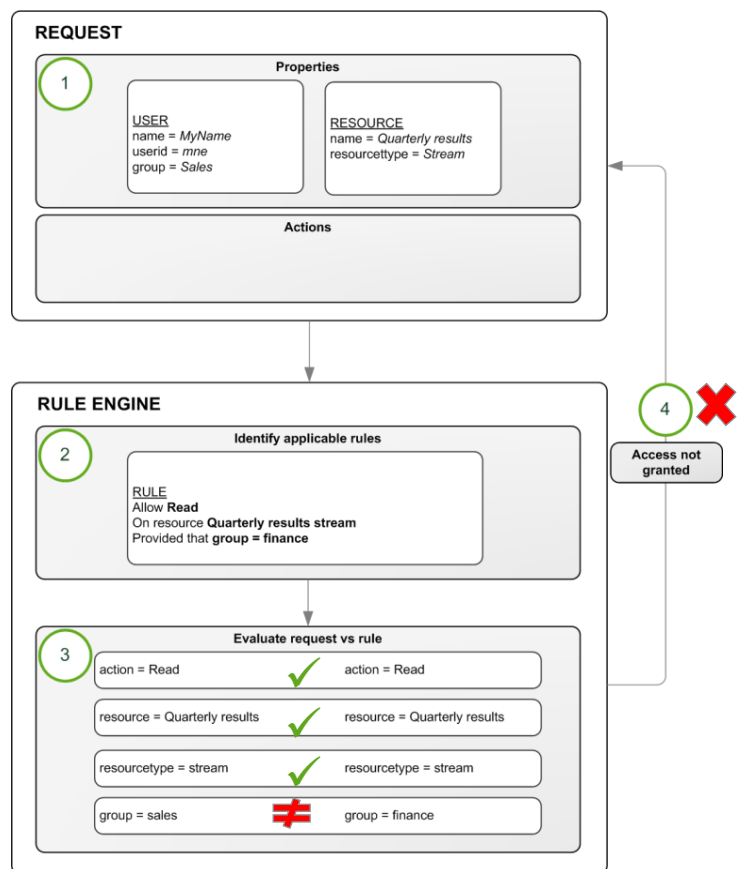 REQUEST
Properties
1
USER
name = MyName
userid = mne
group = Sales
RESOURCE
name = Quarterly results
resourcettype = Stream
Actions
RULE ENGINE
Identify applicable rules
2
RULE
Allow Read
On resource Quarterly results stream
Provided that group = finance
Evaluate request vs rule
3
action = Read action = Read
resource = Quarterly results resource = Quarterly results
resourcetype = stream resourcetype = stream
group = sales ≠ group = finance
4
Access not
granted